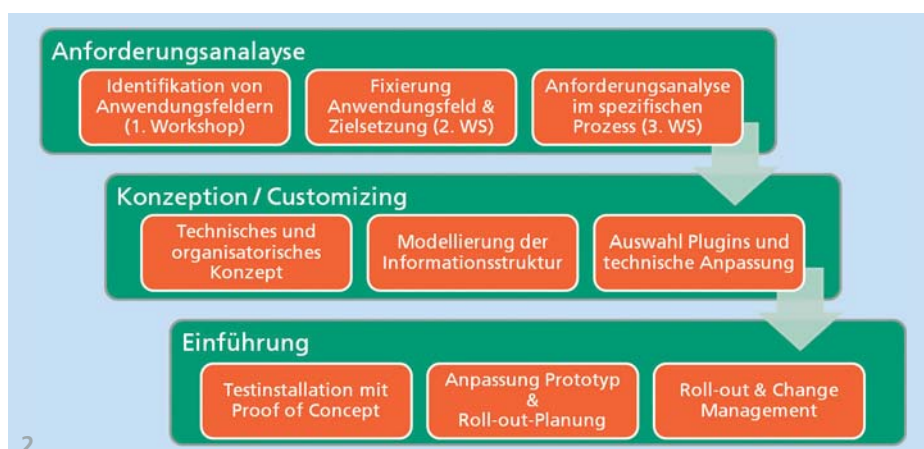 Anforderungsanalayse
Identifikation von
Anwendungsfeldern
(1. Workshop)
Fixierung
Anwendungsfeld &
Zielsetzung (2. WS)
Anforderungsanalyse
im spezifischen
Prozess (3. WS)
Konzeption / Customizing
Technisches und
organisatorisches
Konzept
Modellierung der
Informationsstruktur
Auswahl Plugins und
technische Anpassung
Einführung
Testinstallation mit
Proof of Concept
Anpassung Prototyp
&
Roll-out-Planung
Roll-out & Change
Management
2